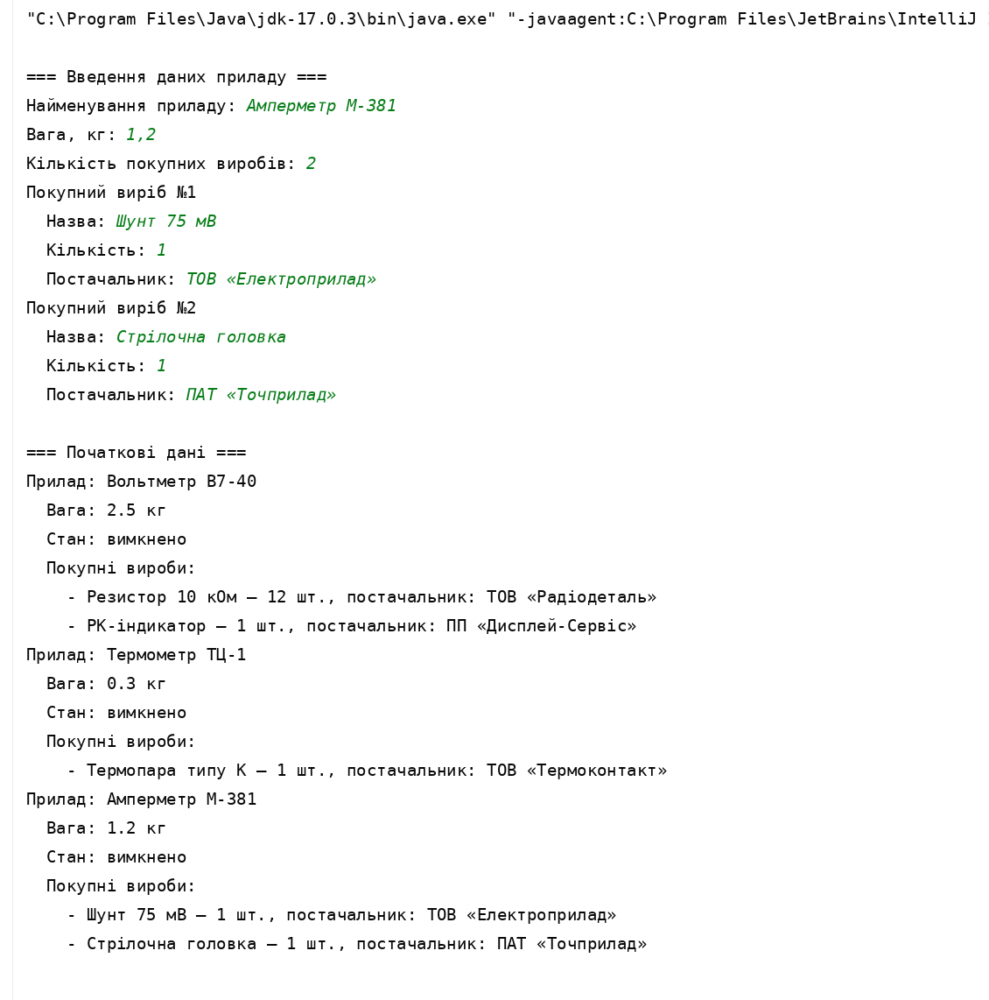 "C:\Program Files\Java\jdk-17.0.3\bin\java.exe" "-javaagent:C:\Program Files\JetBrains\IntelliJ
=== Введення даних приладу ===
Найменування приладу: Амперметр М-381
Вага, кг: 1,2
Кількість покупних виробів: 2
Покупний виріб №1
  Назва: Шунт 75 мВ
  Кількість: 1
  Постачальник: ТОВ «Електроприлад»
Покупний виріб №2
  Назва: Стрілочна головка
  Кількість: 1
  Постачальник: ПАТ «Точприлад»
=== Початкові дані ===
Прилад: Вольтметр В7-40
  Вага: 2.5 кг
  Стан: вимкнено
  Покупні вироби:
    - Резистор 10 кОм — 12 шт., постачальник: ТОВ «Радіодеталь»
    - РК-індикатор — 1 шт., постачальник: ПП «Дисплей-Сервіс»
Прилад: Термометр ТЦ-1
  Вага: 0.3 кг
  Стан: вимкнено
  Покупні вироби:
    - Термопара типу К — 1 шт., постачальник: ТОВ «Термоконтакт»
Прилад: Амперметр М-381
  Вага: 1.2 кг
  Стан: вимкнено
  Покупні вироби:
    - Шунт 75 мВ — 1 шт., постачальник: ТОВ «Електроприлад»
    - Стрілочна головка — 1 шт., постачальник: ПАТ «Точприлад»